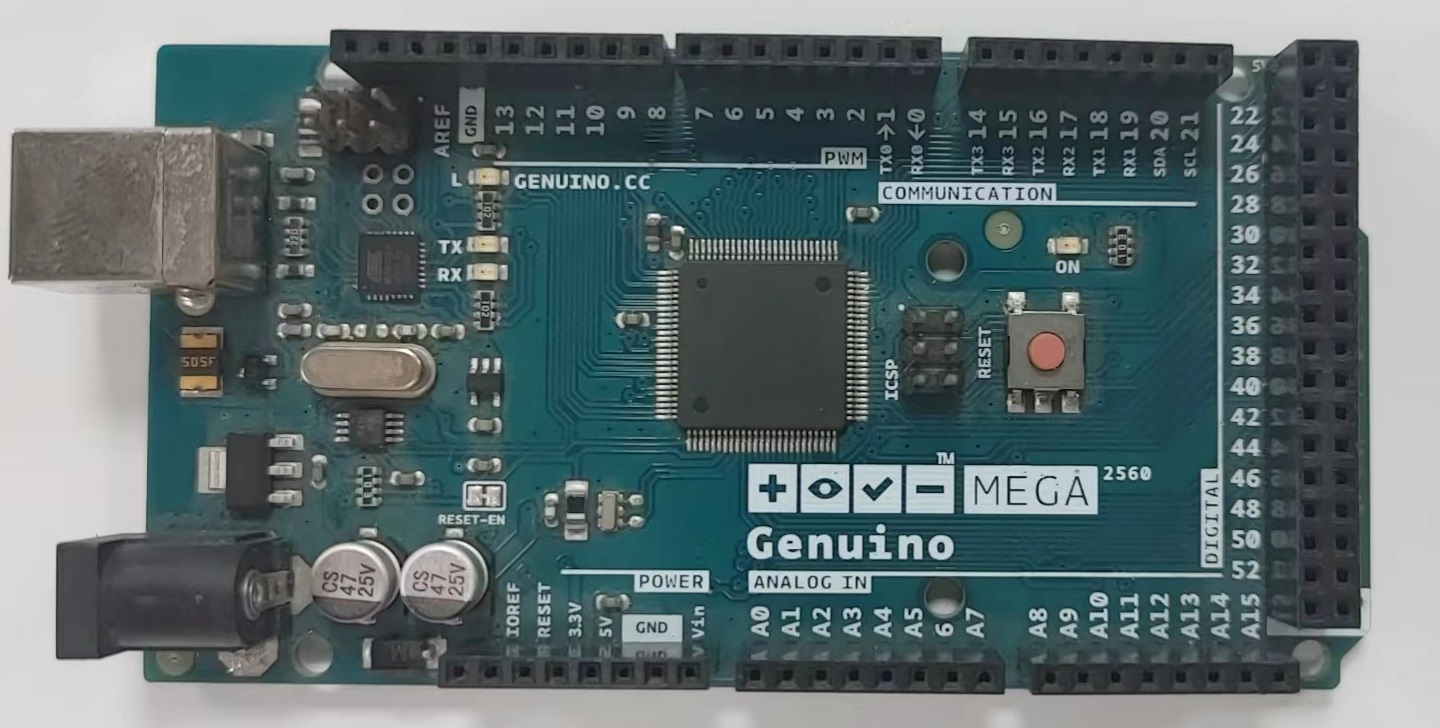 AREF
GND
13
12
11
10
9
8
7
6
5
4
3
2
TX0→1
RX0←0
TX3 14
RX3 15
TX2 16
RX2 17
TX1 18
RX1 19
SDA 20
SCL 21
5V
22
24
26
28
30
32
34
36
38
40
42
44
46
48
50
52
PWM
COMMUNICATION
L
GENUINO.CC
TX
RX
ON
RESET
ICSP
505F
RESET-EN
TM
MEGA 2560
Genuino
DIGITAL
CS
47
25V
CS
47
25V
POWER
ANALOG IN
IOREF
RESET
3.3V
5V
GND
Vin
A0
A1
A2
A3
A4
A5
6
A7
A8
A9
A10
A11
A12
A13
A14
A15